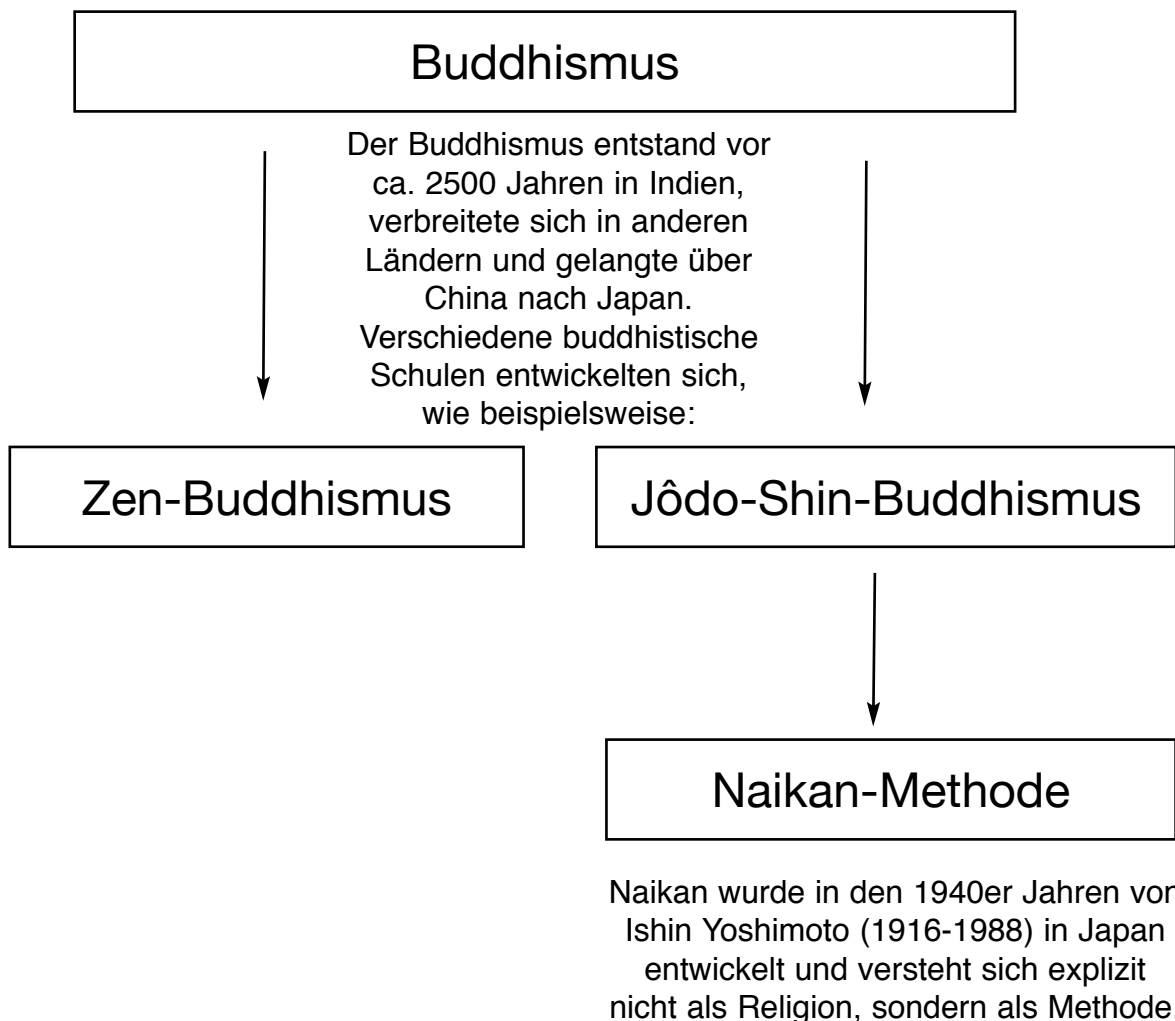 Buddhismus
Der Buddhismus entstand vor
ca. 2500 Jahren in Indien,
verbreitete sich in anderen
Ländern und gelangte über
China nach Japan.
Verschiedene buddhistische
Schulen entwickelten sich,
wie beispielsweise:
Zen-Buddhismus
Jôdo-Shin-Buddhismus
Naikan-Methode
Naikan wurde in den 1940er Jahren von
Ishin Yoshimoto (1916-1988) in Japan
entwickelt und versteht sich explizit
nicht als Religion, sondern als Methode